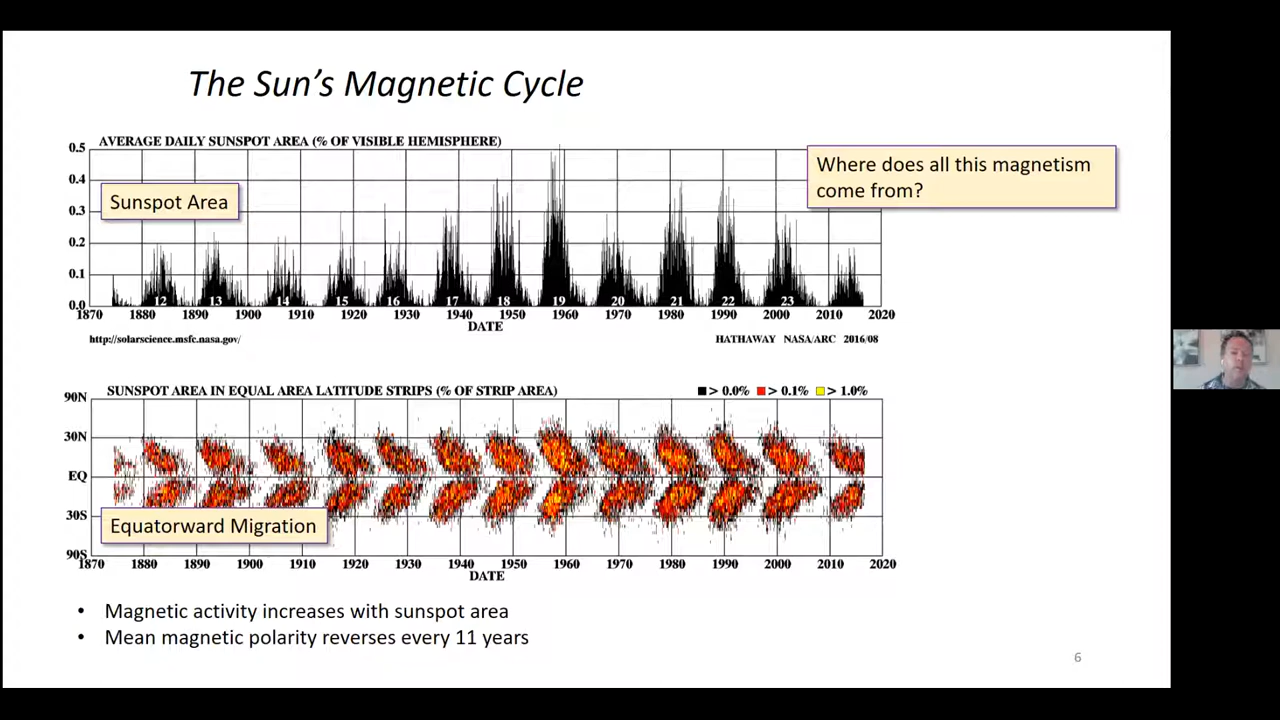 The Sun's Magnetic Cycle
AVERAGE DAILY SUNSPOT AREA (% OF VISIBLE HEMISPHERE)
0.5
0.4
0.3
0.2
0.1
0.0
Sunspot Area
Where does all this magnetism
come from?
12 13 14 15 16 17 18 19 20 21 22 23
1870 1880 1890 1900 1910 1920 1930 1940 1950 1960 1970 1980 1990 2000 2010 2020
DATE
http://solarscience.msfc.nasa.gov/
HATHAWAY NASA/ARC 2016/08
SUNSPOT AREA IN EQUAL AREA LATITUDE STRIPS (% OF STRIP AREA)
> 0.0% > 0.1% > 1.0%
90N
30N
EQ
30S
90S
Equatorward Migration
1870 1880 1890 1900 1910 1920 1930 1940 1950 1960 1970 1980 1990 2000 2010 2020
DATE
• Magnetic activity increases with sunspot area
• Mean magnetic polarity reverses every 11 years
6